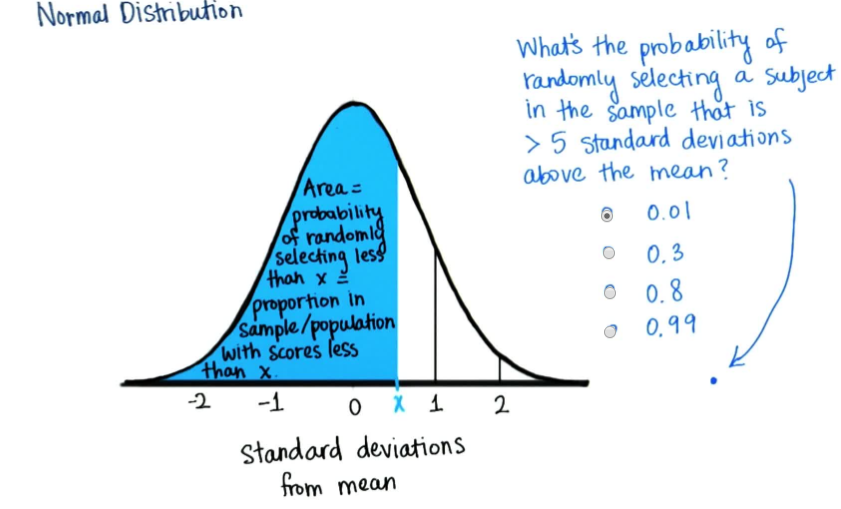 Normal Distribution
What's the probability of
randomly selecting a subject
in the sample that is
> 5 standard deviations
above the mean?
0.01
0.3
0.8
0.99
Area =
probability
of randomly
selecting less
than x =
proportion in
sample/population
with scores less
than x.
-2 -1 0 x 1 2
Standard deviations
from mean